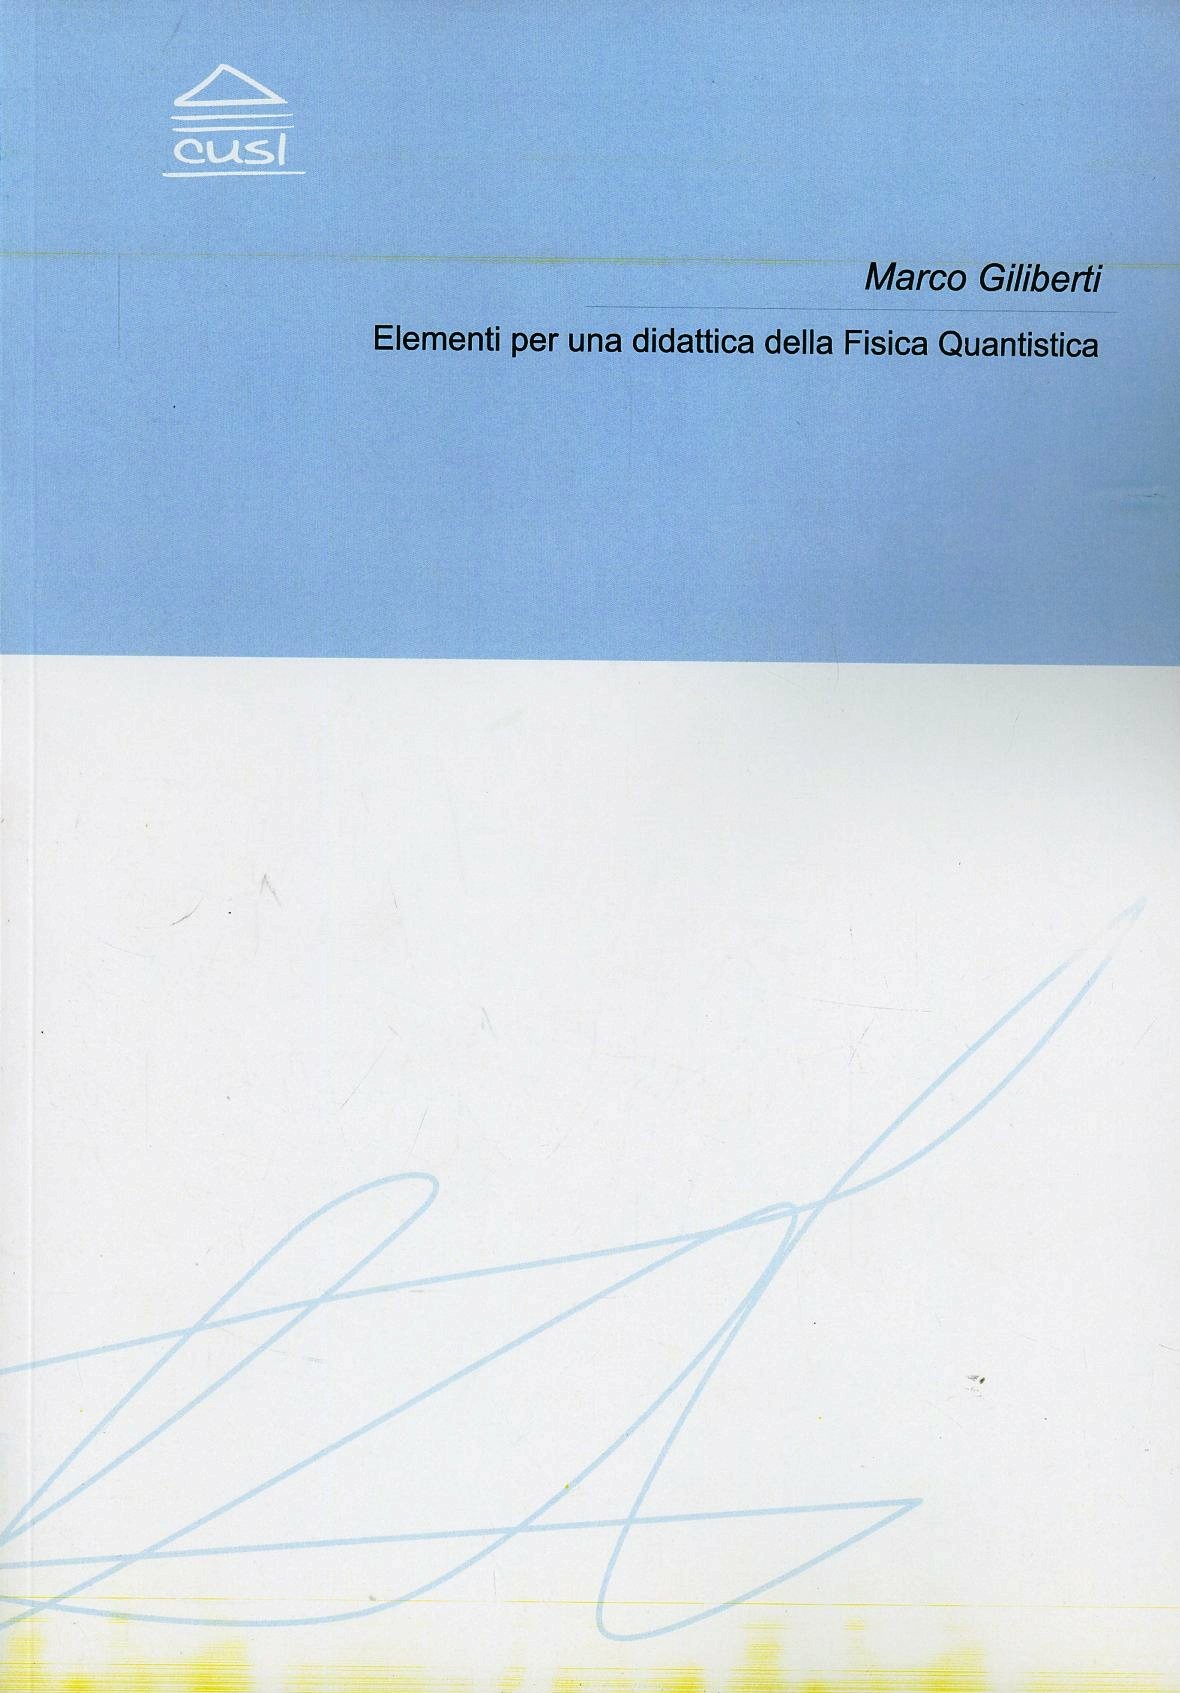 cusl
Marco Giliberti
Elementi per una didattica della Fisica Quantistica